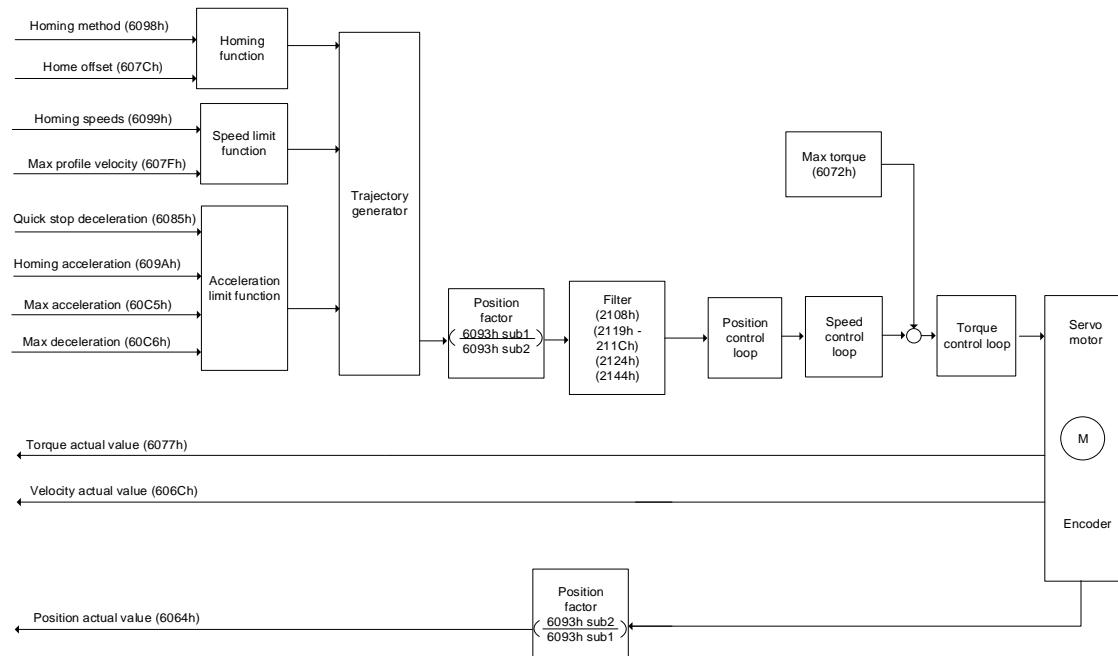 Homing method (6098h)
Home offset (607Ch)
Homing
function
Homing speeds (6099h)
Max profile velocity (607Fh)
Speed limit
function
Quick stop deceleration (6085h)
Homing acceleration (609Ah)
Max acceleration (60C5h)
Max deceleration (60C6h)
Acceleration
limit function
Trajectory
generator
Position
factor
( 6093h sub1
6093h sub2 )
Filter
(2108h)
(2119h -
211Ch)
(2124h)
(2144h)
Position
control loop
Speed
control loop
Max torque
(6072h)
Torque
control loop
Servo
motor
M
Encoder
Torque actual value (6077h)
Velocity actual value (606Ch)
Position actual value (6064h)
Position
factor
( 6093h sub2
6093h sub1 )